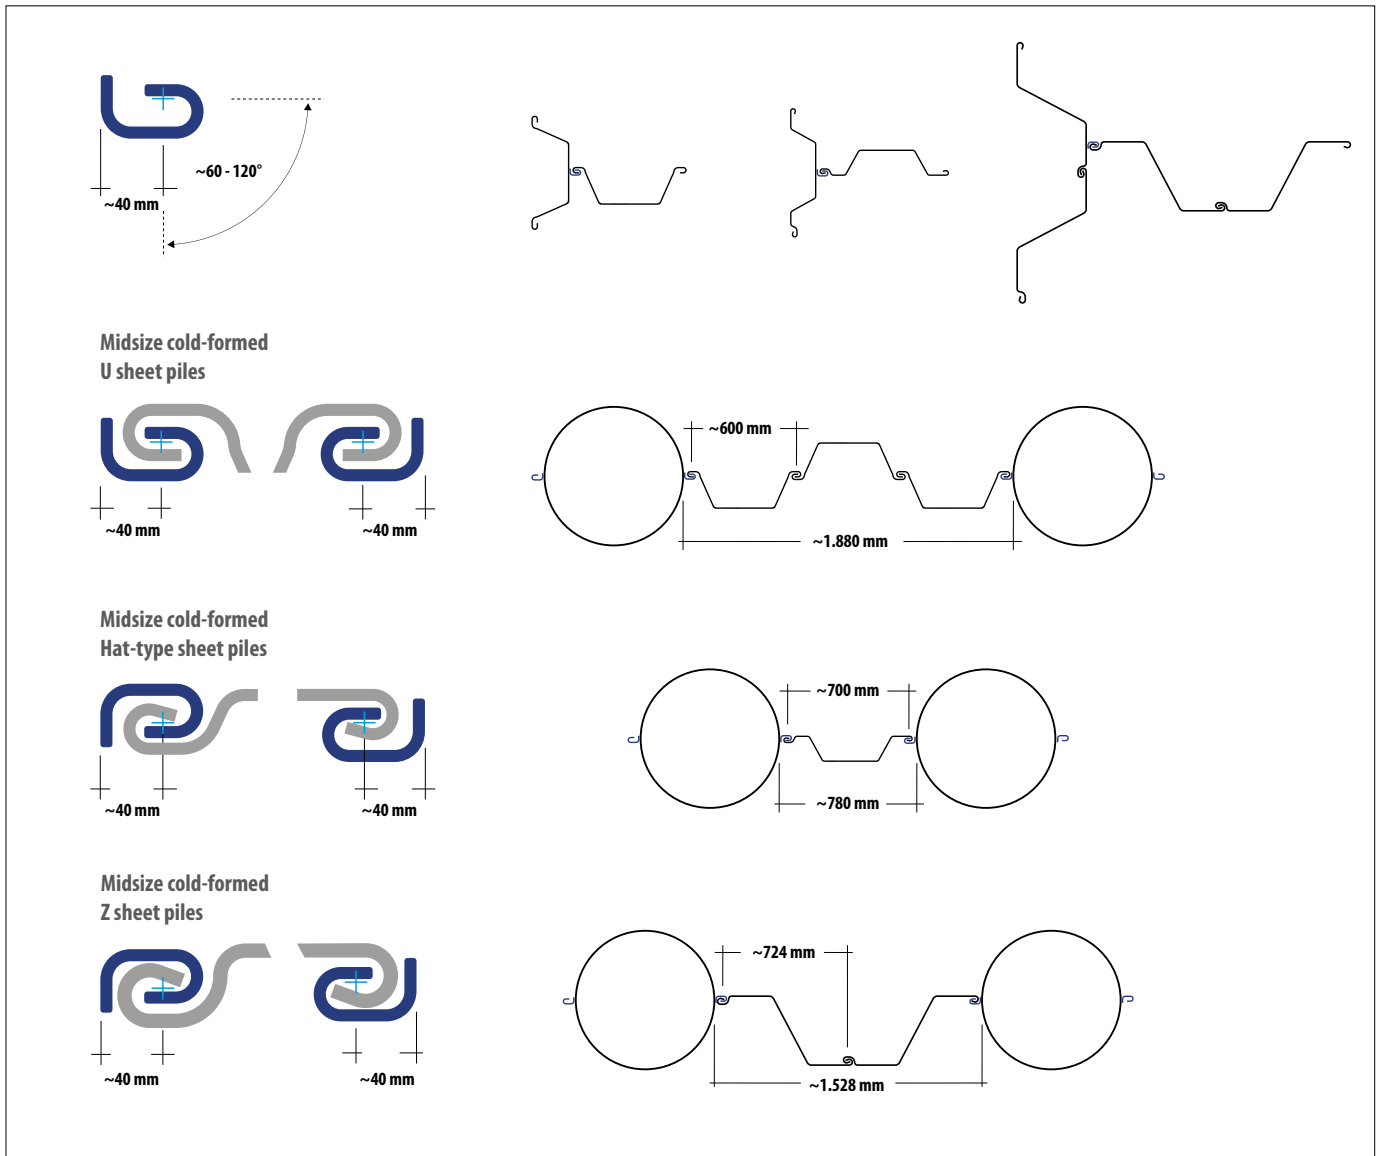 ~60 - 120°
~40 mm
Midsize cold-formed
U sheet piles
~40 mm
~40 mm
~600 mm
~1.880 mm
Midsize cold-formed
Hat-type sheet piles
~40 mm
~40 mm
~700 mm
~780 mm
Midsize cold-formed
Z sheet piles
~40 mm
~40 mm
~724 mm
~1.528 mm